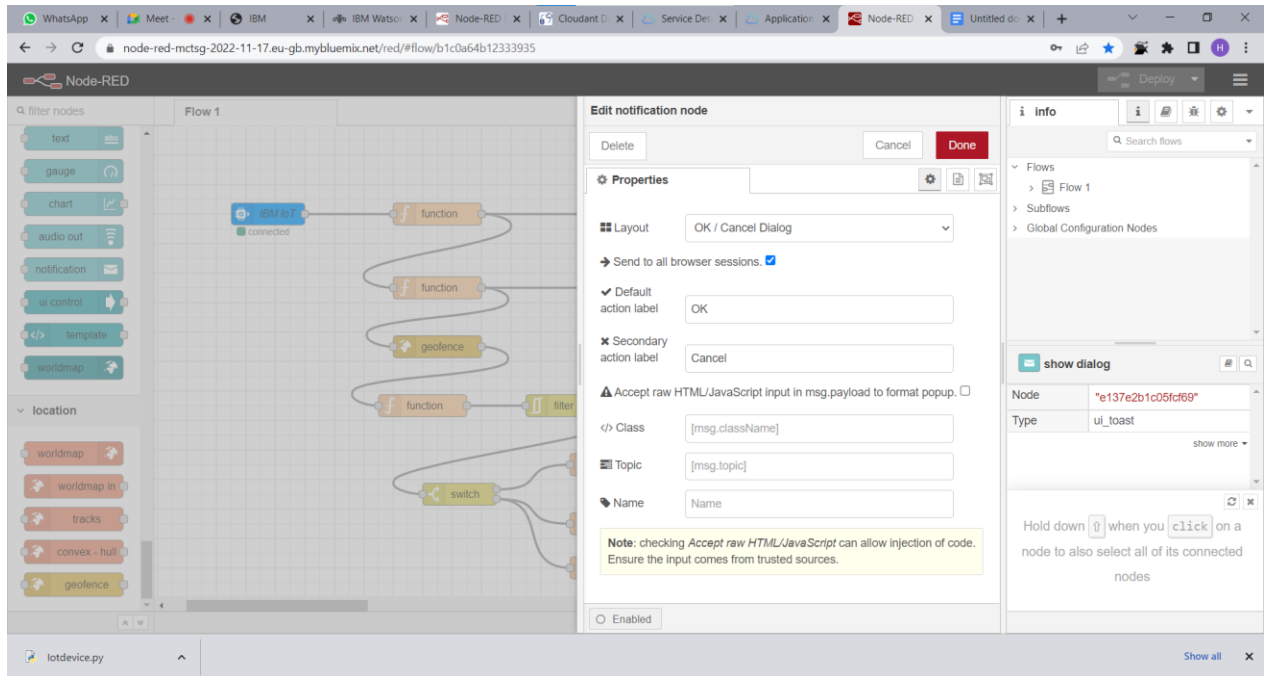 WhatsApp
Meet -
IBM
IBM Watsor
Node-RED
Cloudant D
Service Det
Application
Node-RED
Untitled do
node-red-mctsg-2022-11-17.eu-gb.mybluemix.net/red/#flow/b1c0a64b12333935
H
Node-RED
Deploy
filter nodes
text
abc
gauge
chart
audio out
notification
ui control
template
worldmap
location
worldmap
worldmap in
tracks
convex - hull
geofence
Flow 1
IBM IoT
connected
function
function
geofence
function
filter
switch
Edit notification node
Delete
Cancel
Done
Properties
Layout
OK / Cancel Dialog
Send to all browser sessions.
Default
action label
OK
Secondary
action label
Cancel
Accept raw HTML/JavaScript input in msg.payload to format popup.
</> Class
[msg.className]
Topic
[msg.topic]
Name
Name
Note: checking Accept raw HTML/JavaScript can allow injection of code.
Ensure the input comes from trusted sources.
Enabled
i info
i
Search flows
Flows
Flow 1
Subflows
Global Configuration Nodes
show dialog
Node
"e137e2b1c05fcf69"
Type
ui_toast
show more
Hold down ⇧ when you click on a
node to also select all of its connected
nodes
Iotdevice.py
Show all